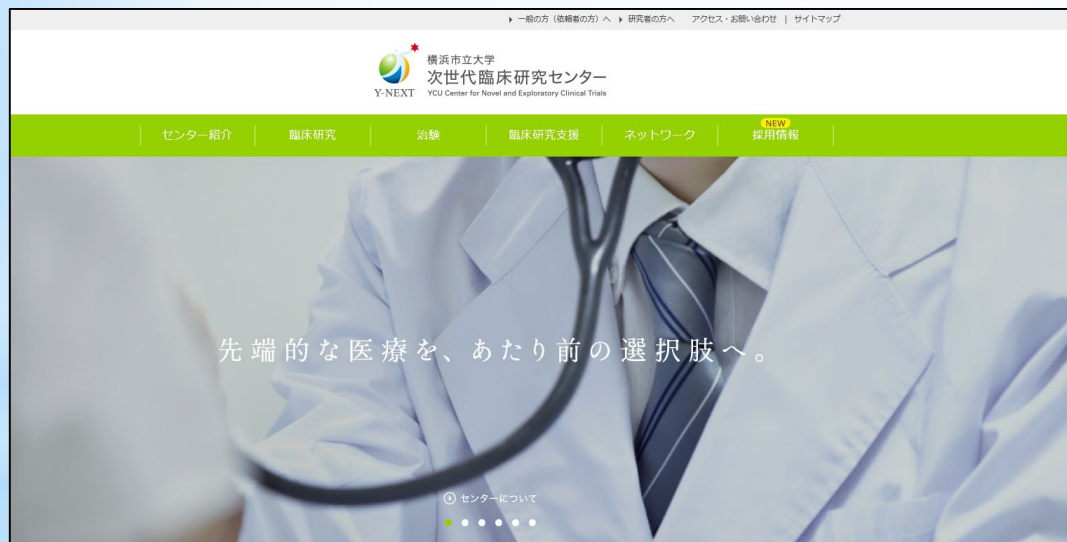 一般の方（依頼者の方）へ 研究者の方へ アクセス・お問い合わせ | サイトマップ
横浜市立大学
次世代臨床研究センター
Y-NEXT YCU Center for Novel and Exploratory Clinical Trials
NEW
センター紹介 臨床研究 治験 臨床研究支援 ネットワーク 採用情報
先端的な医療を、あたり前の選択肢へ。
センターについて